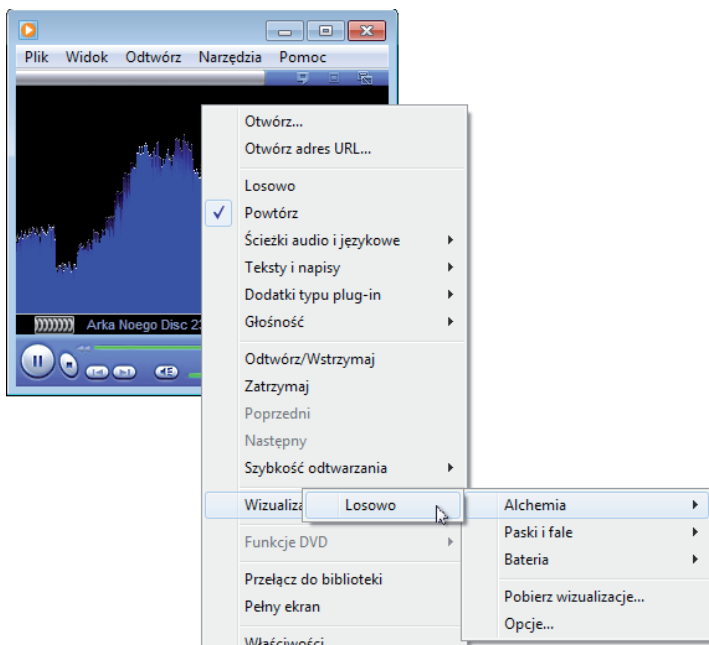 Plik Widok Odtwórz Narzędzia Pomoc
Arka Noego Disc 2
Otwórz...
Otwórz adres URL...
Losowo
Powtórz
Ścieżki audio i językowe
Teksty i napisy
Dodatki typu plug-in
Głośność
Odtwórz/Wstrzymaj
Zatrzymaj
Poprzedni
Następny
Szybkość odtwarzania
Wizualiza
Losowo
Alchemia
Paski i fale
Bateria
Pobierz wizualizacje...
Opcje...
Funkcje DVD
Przełącz do biblioteki
Pełny ekran
Właściwości